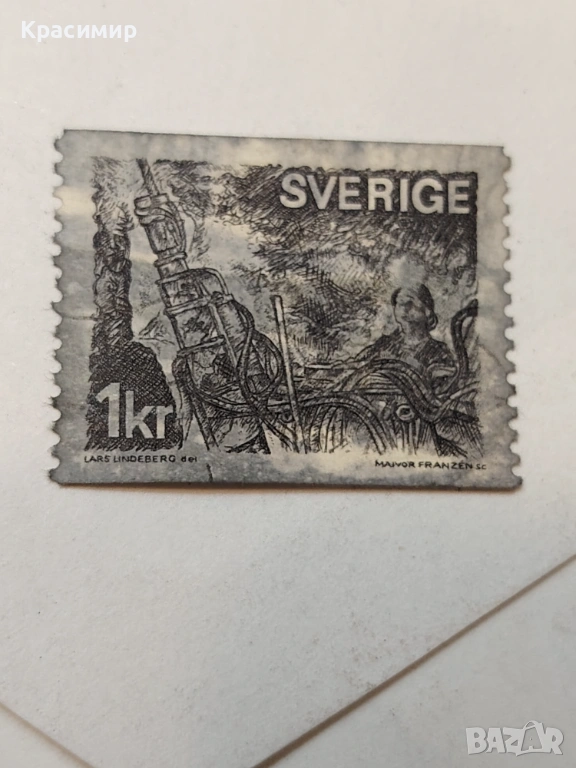 Красимир
SVERIGE
1kr
LARS LINDEBERG del
MAJVOR FRANZÉN sc
BAZAR